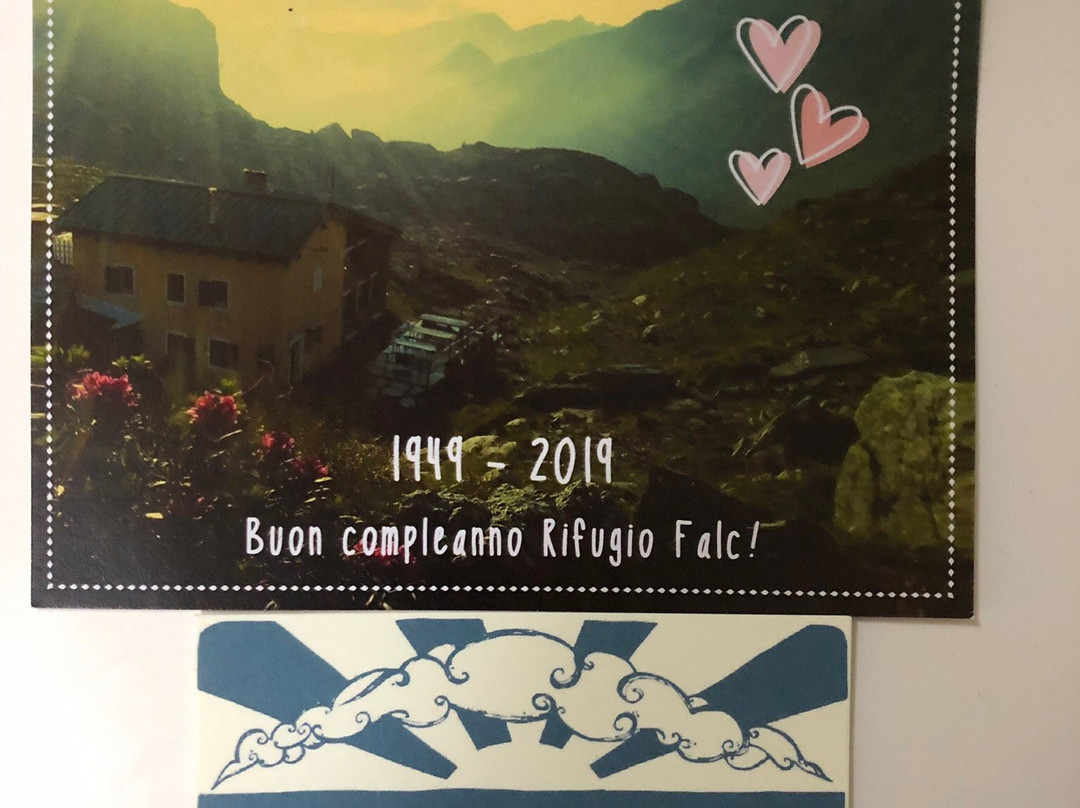 1949 - 2019
Buon compleanno Rifugio Falc!